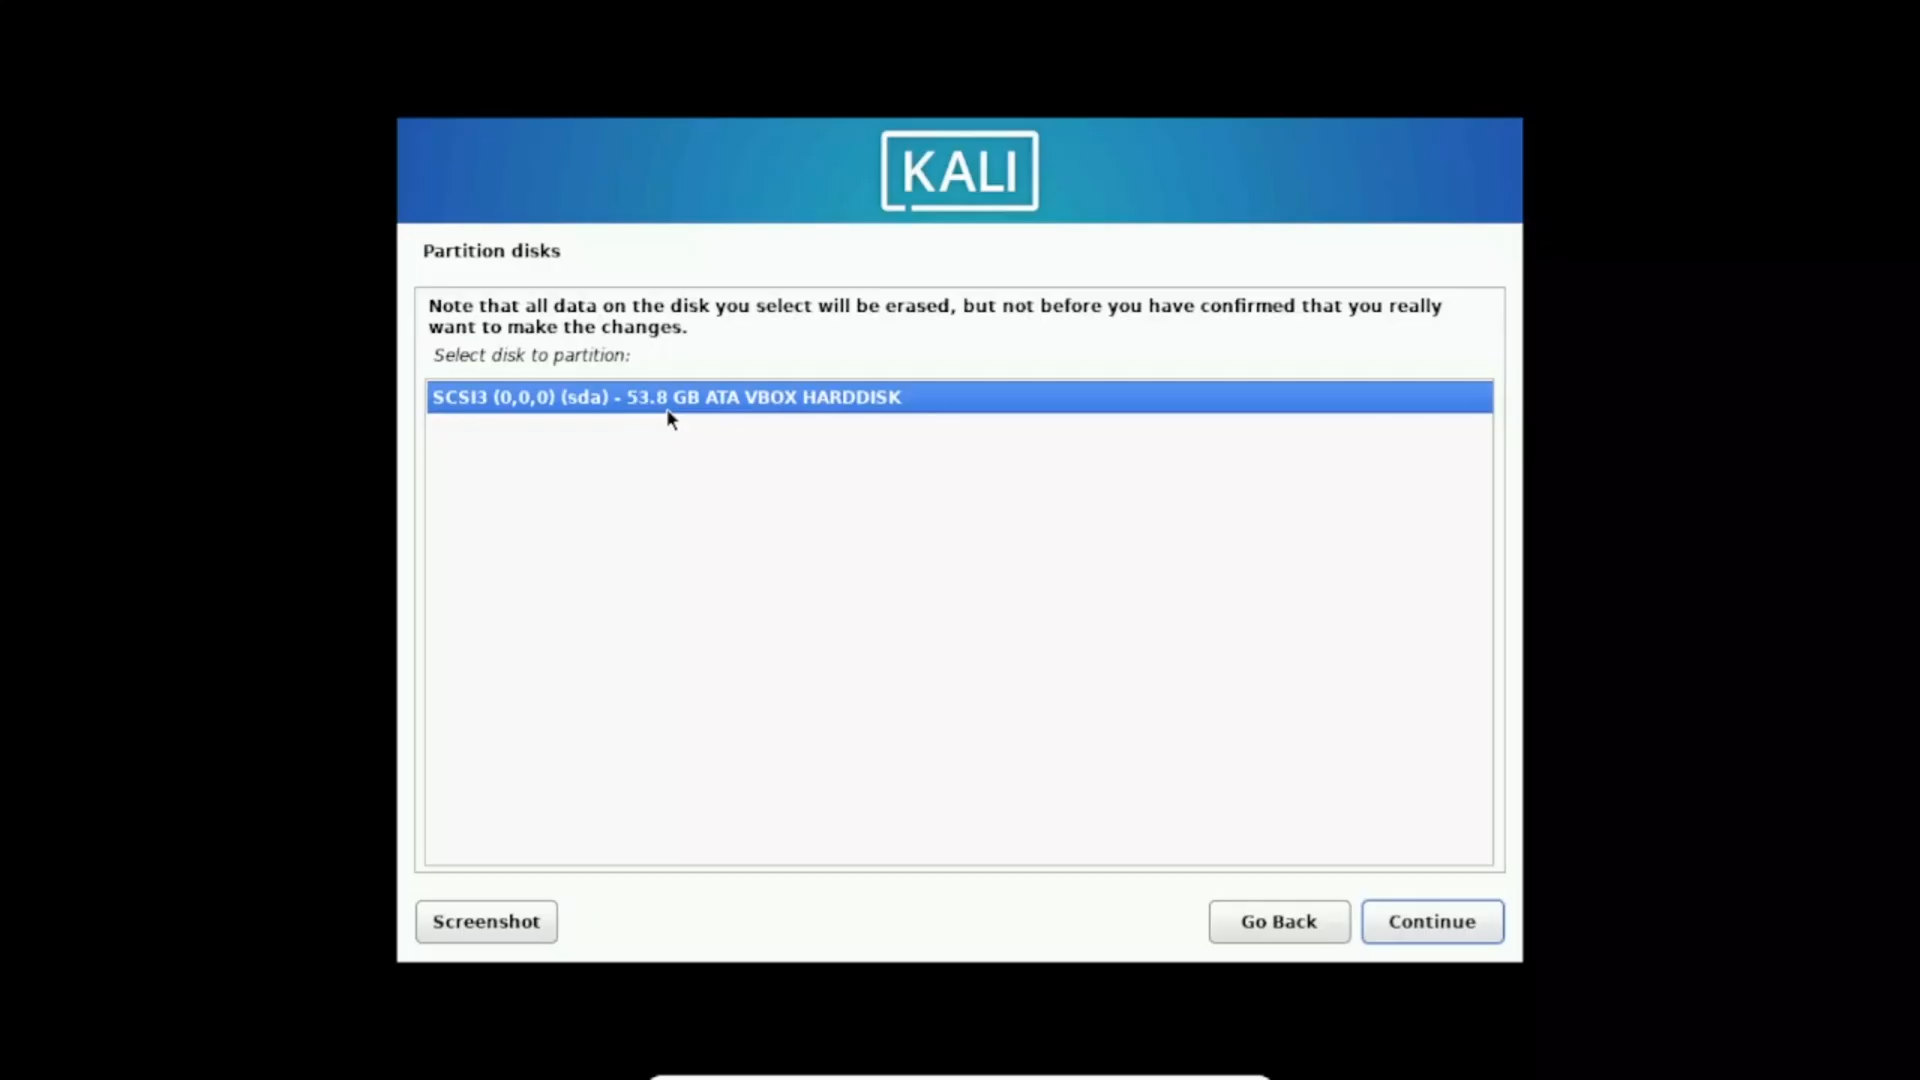 KALI
Partition disks
Note that all data on the disk you select will be erased, but not before you have confirmed that you really
want to make the changes.
Select disk to partition:
SCSI3 (0,0,0) (sda) - 53.8 GB ATA VBOX HARDDISK
Screenshot
Go Back
Continue